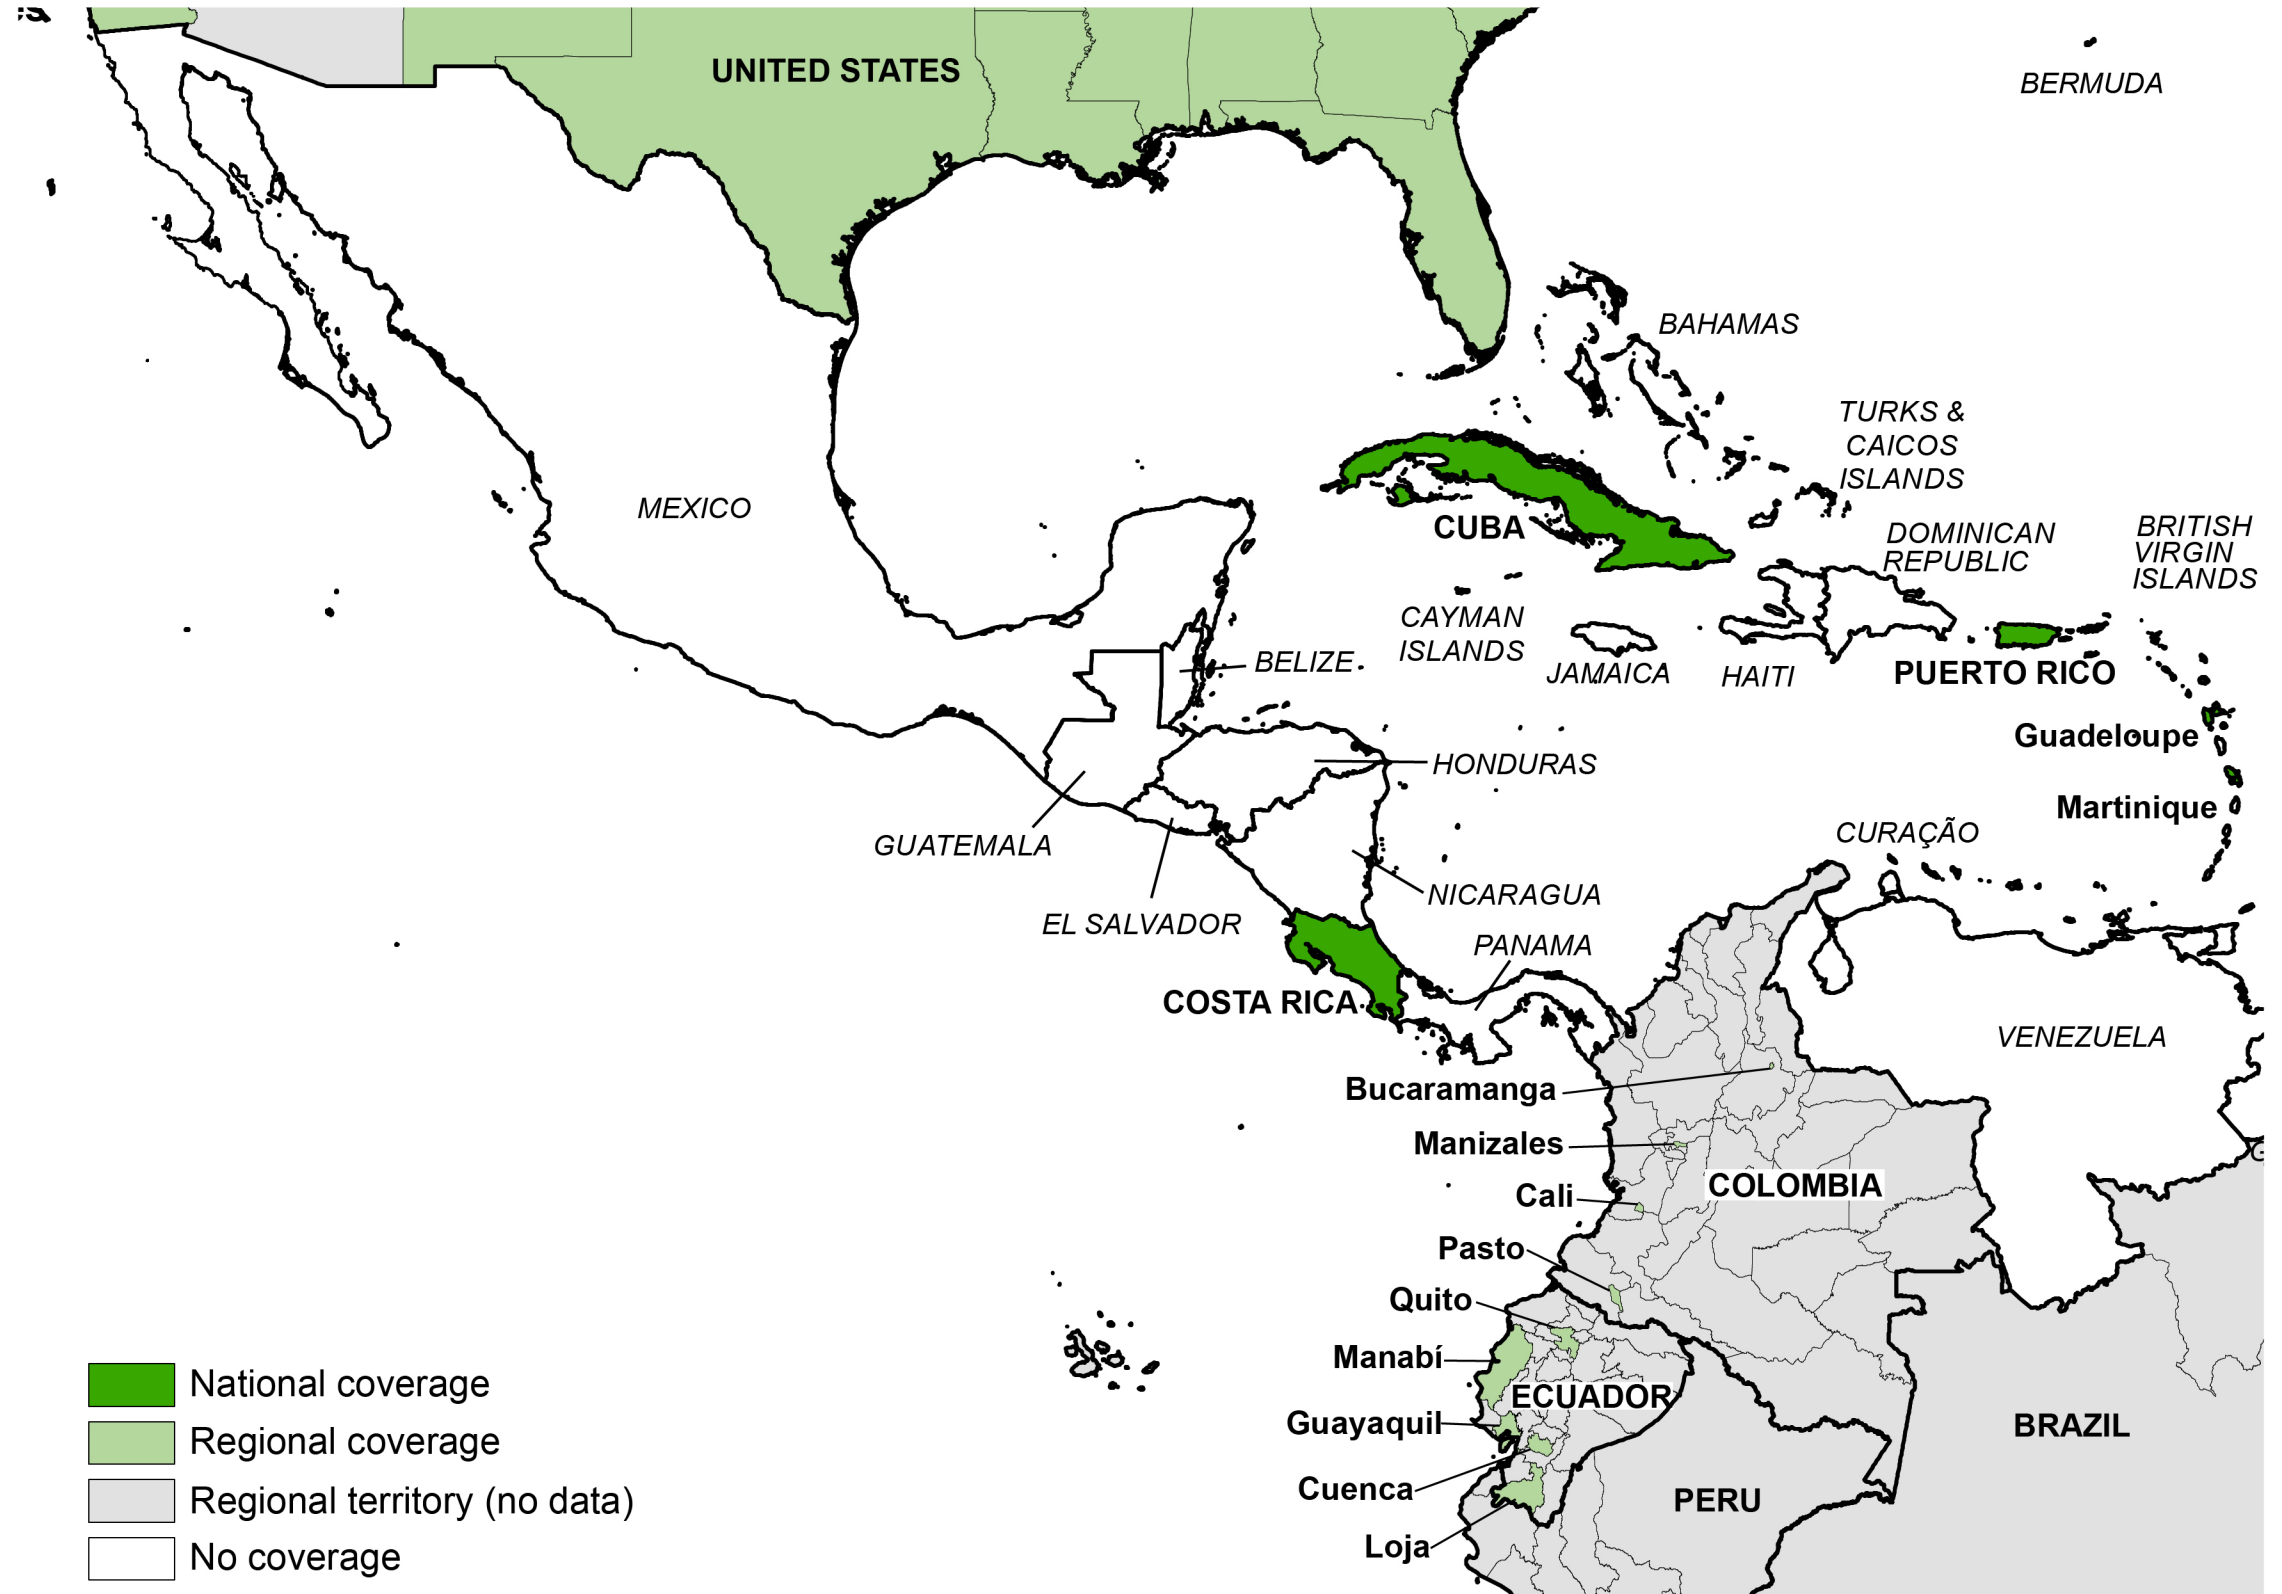 UNITED STATES
BERMUDA
BAHAMAS
TURKS &
CAICOS
ISLANDS
MEXICO
CUBA
DOMINICAN
REPUBLIC
BRITISH
VIRGIN
ISLANDS
CAYMAN
ISLANDS
JAMAICA
HAITI
PUERTO RICO
BELIZE
Guadeloupe
HONDURAS
Martinique
GUATEMALA
CURAÇÃO
EL SALVADOR
NICARAGUA
PANAMA
COSTA RICA
VENEZUELA
Bucaramanga
Manizales
COLOMBIA
Cali
Pasto
Quito
Manabí
ECUADOR
Guayaquil
BRAZIL
Cuenca
PERU
Loja
National coverage
Regional coverage
Regional territory (no data)
No coverage